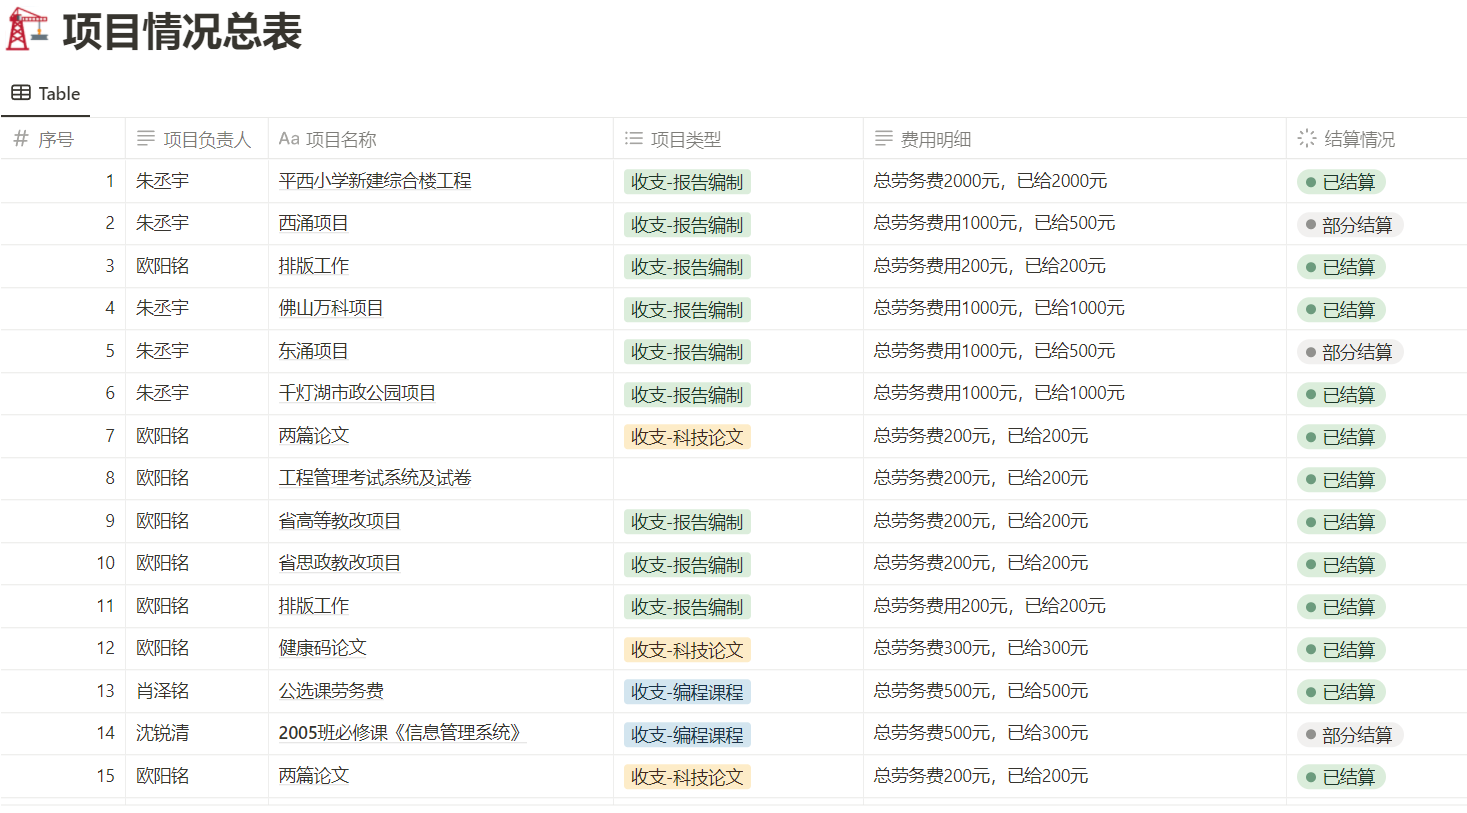 项目情况总表
Table
序号 项目负责人 Aa 项目名称 项目类型 费用明细 结算情况
1 朱丞宇 平西小学新建综合楼工程 收支-报告编制 总劳务费2000元，已给2000元 已结算
2 朱丞宇 西涌项目 收支-报告编制 总劳务费用1000元，已给500元 部分结算
3 欧阳铭 排版工作 收支-报告编制 总劳务费用200元，已给200元 已结算
4 朱丞宇 佛山万科项目 收支-报告编制 总劳务费用1000元，已给1000元 已结算
5 朱丞宇 东涌项目 收支-报告编制 总劳务费用1000元，已给500元 部分结算
6 朱丞宇 千灯湖市政公园项目 收支-报告编制 总劳务费用1000元，已给1000元 已结算
7 欧阳铭 两篇论文 收支-科技论文 总劳务费200元，已给200元 已结算
8 欧阳铭 工程管理考试系统及试卷 总劳务费200元，已给200元 已结算
9 欧阳铭 省高等教改项目 收支-报告编制 总劳务费200元，已给200元 已结算
10 欧阳铭 省思政教改项目 收支-报告编制 总劳务费200元，已给200元 已结算
11 欧阳铭 排版工作 收支-报告编制 总劳务费用200元，已给200元 已结算
12 欧阳铭 健康码论文 收支-科技论文 总劳务费300元，已给300元 已结算
13 肖泽铭 公选课劳务费 收支-编程课程 总劳务费500元，已给500元 已结算
14 沈锐清 2005班必修课《信息管理系统》 收支-编程课程 总劳务费500元，已给300元 部分结算
15 欧阳铭 两篇论文 收支-科技论文 总劳务费200元，已给200元 已结算